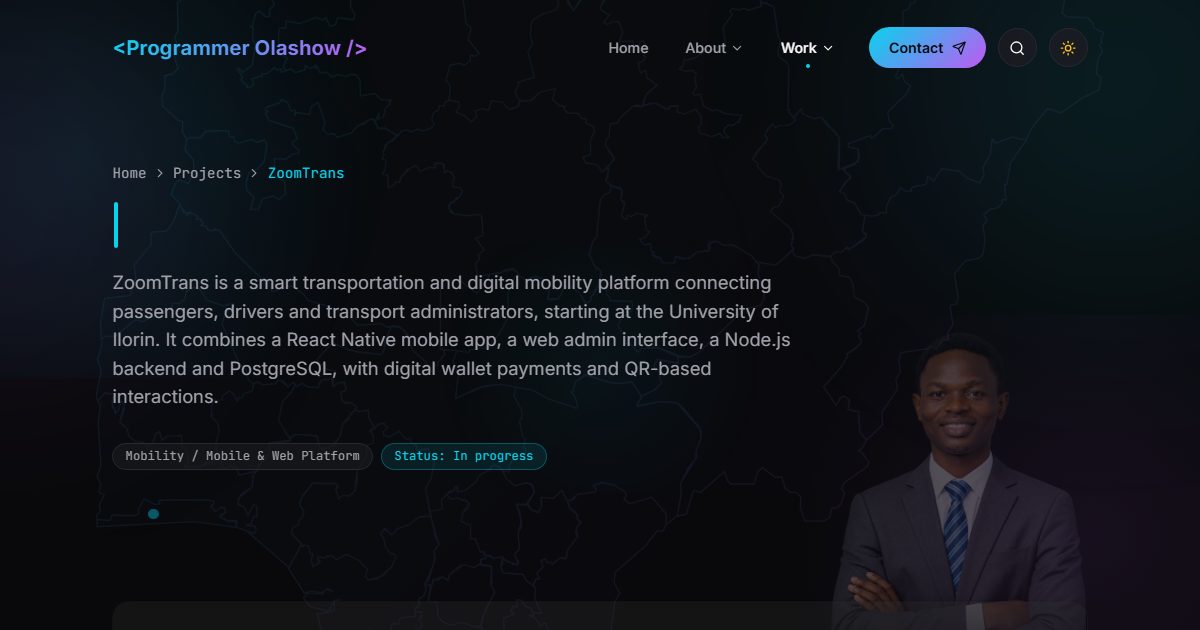 <Programmer Olashow />
Home
About
Work
Contact
Home > Projects > ZoomTrans
ZoomTrans is a smart transportation and digital mobility platform connecting
passengers, drivers and transport administrators, starting at the University of
Ilorin. It combines a React Native mobile app, a web admin interface, a Node.js
backend and PostgreSQL, with digital wallet payments and QR-based
interactions.
Mobility / Mobile & Web Platform
Status: In progress